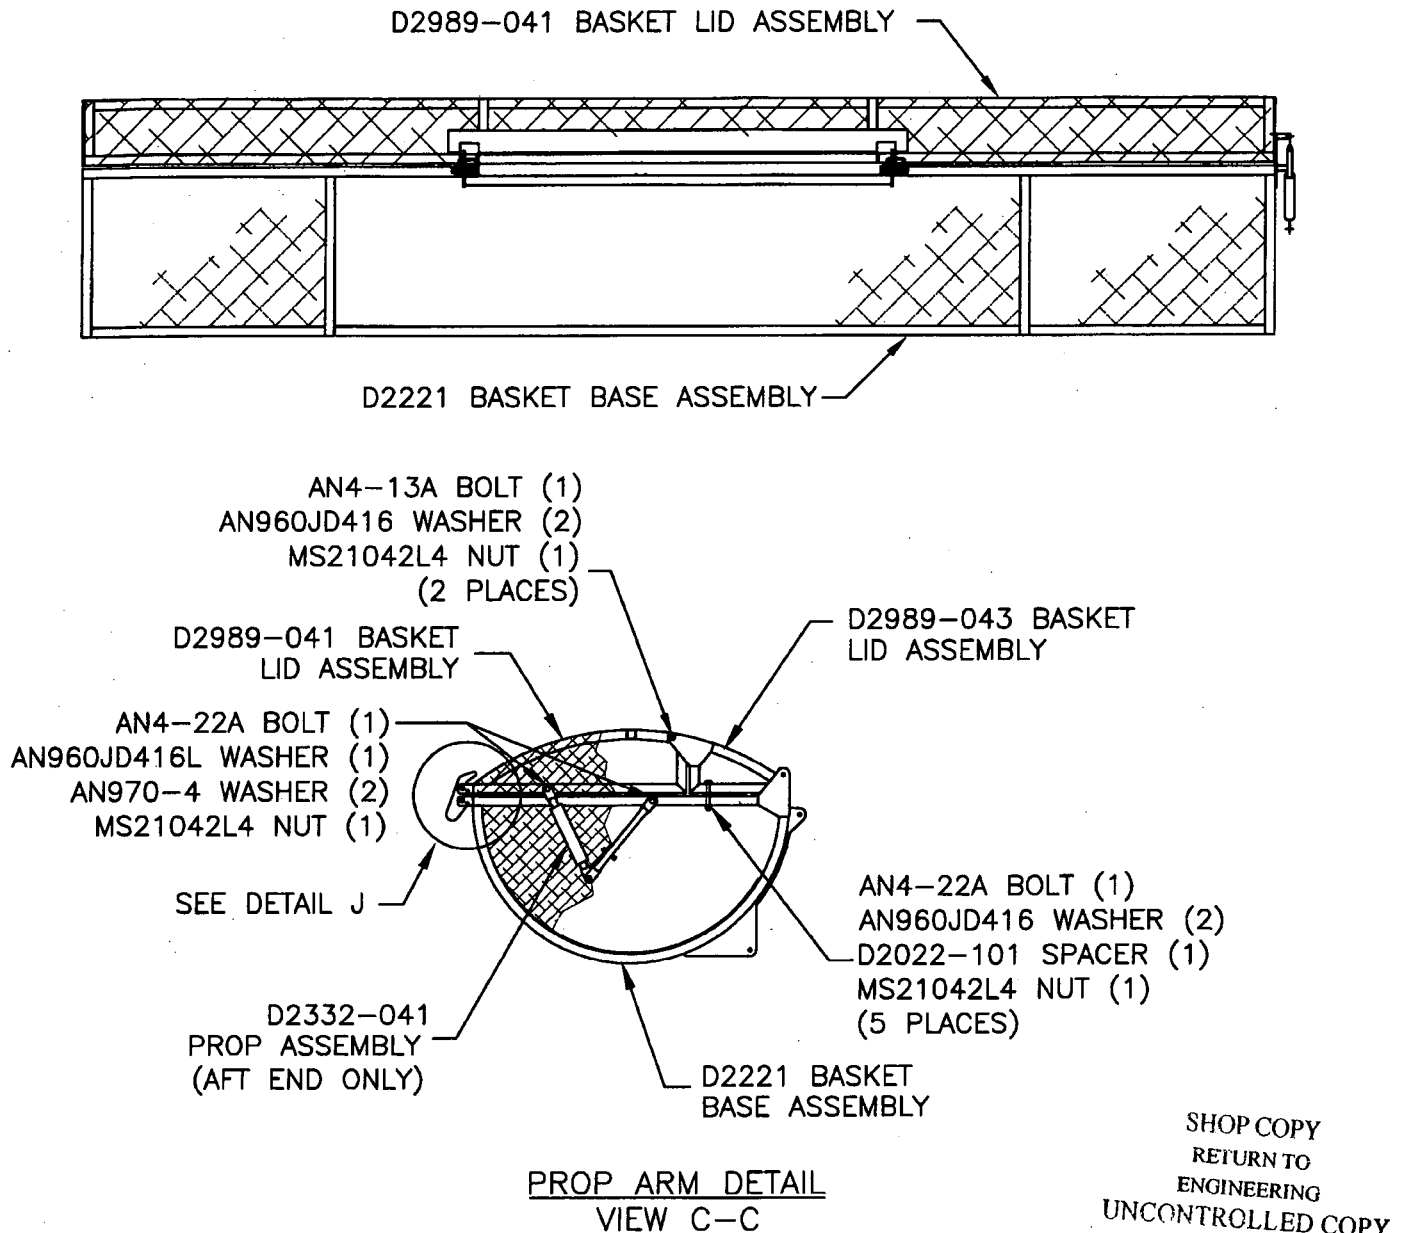 D2989-041 BASKET LID ASSEMBLY
D2221 BASKET BASE ASSEMBLY
AN4-13A BOLT (1)
AN960JD416 WASHER (2)
MS21042L4 NUT (1)
(2 PLACES)
D2989-041 BASKET
LID ASSEMBLY
D2989-043 BASKET
LID ASSEMBLY
AN4-22A BOLT (1)
AN960JD416L WASHER (1)
AN970-4 WASHER (2)
MS21042L4 NUT (1)
SEE DETAIL J
AN4-22A BOLT (1)
AN960JD416 WASHER (2)
D2022-101 SPACER (1)
MS21042L4 NUT (1)
(5 PLACES)
D2332-041
PROP ASSEMBLY
(AFT END ONLY)
D2221 BASKET
BASE ASSEMBLY
PROP ARM DETAIL
VIEW C-C
SHOP COPY
RETURN TO
ENGINEERING
UNCONTROLLED COPY